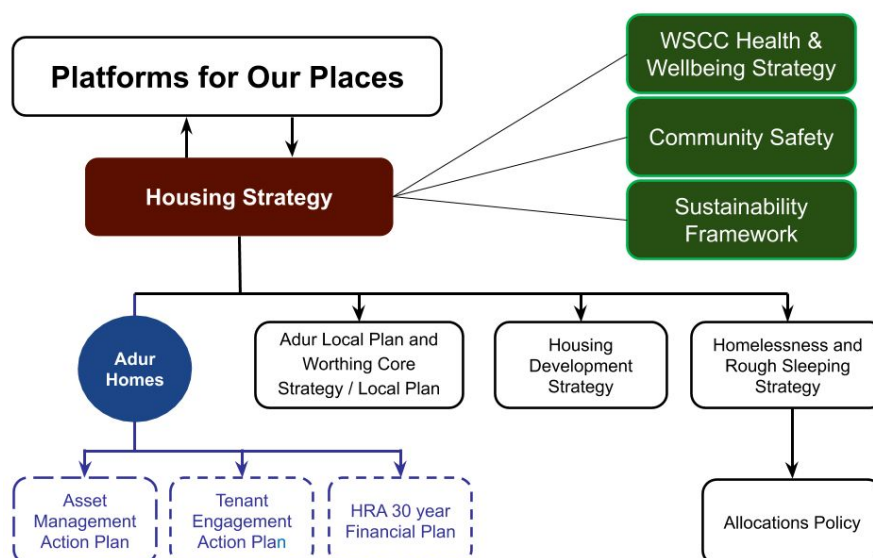 Platforms for Our Places
WSCC Health &
Wellbeing Strategy
Community Safety
Housing Strategy
Sustainability
Framework
Adur
Homes
Adur Local Plan and
Worthing Core
Strategy / Local Plan
Housing
Development
Strategy
Homelessness and
Rough Sleeping
Strategy
Asset
Management
Action Plan
Tenant
Engagement
Action Plan
HRA 30 year
Financial Plan
Allocations Policy